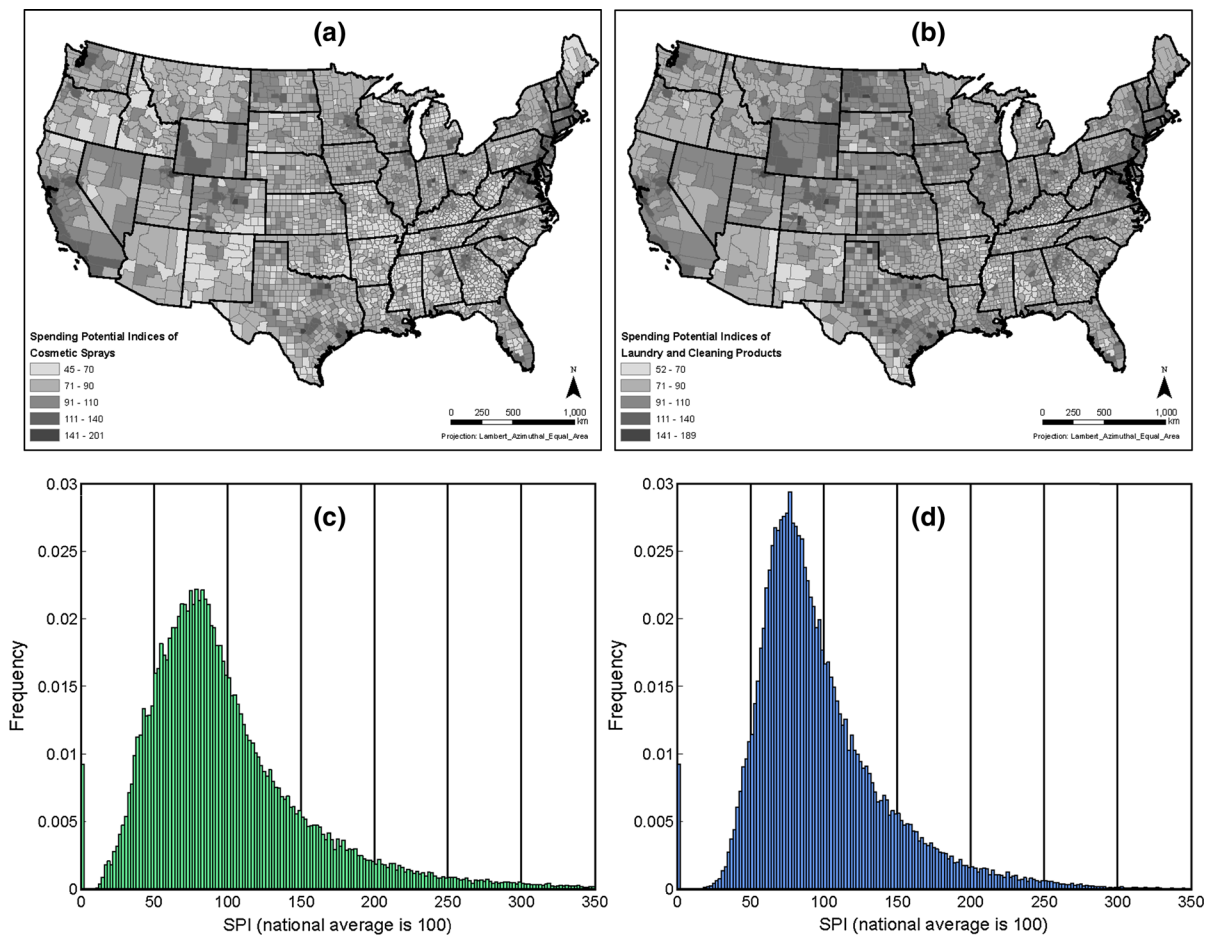 (a)
Spending Potential Indices of
Cosmetic Sprays
45 - 70
71 - 90
91 - 110
111 - 140
141 - 201
N
0 250 500 1,000
km
Projection: Lambert_Azimuthal_Equal_Area
(b)
Spending Potential Indices of
Laundry and Cleaning Products
52 - 70
71 - 90
91 - 110
111 - 140
141 - 189
N
0 250 500 1,000
km
Projection: Lambert_Azimuthal_Equal_Area
(c)
Frequency
0.03
0.025
0.02
0.015
0.01
0.005
0
0 50 100 150 200 250 300 350
SPI (national average is 100)
(d)
Frequency
0.03
0.025
0.02
0.015
0.01
0.005
0
0 50 100 150 200 250 300 350
SPI (national average is 100)